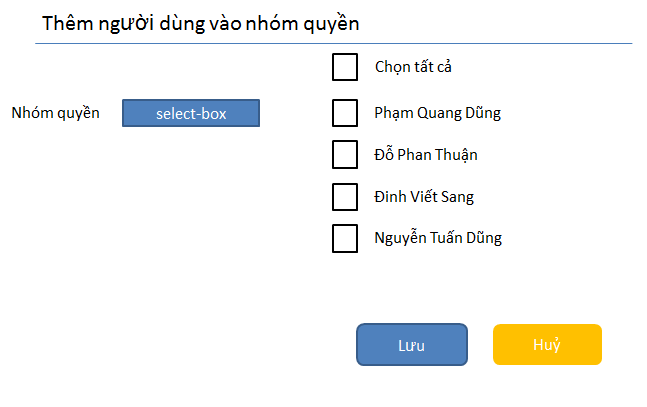 Thêm người dùng vào nhóm quyền
Chọn tất cả
Nhóm quyền select-box Phạm Quang Dũng
Đỗ Phan Thuận
Đinh Viết Sang
Nguyễn Tuấn Dũng
Lưu Huỷ